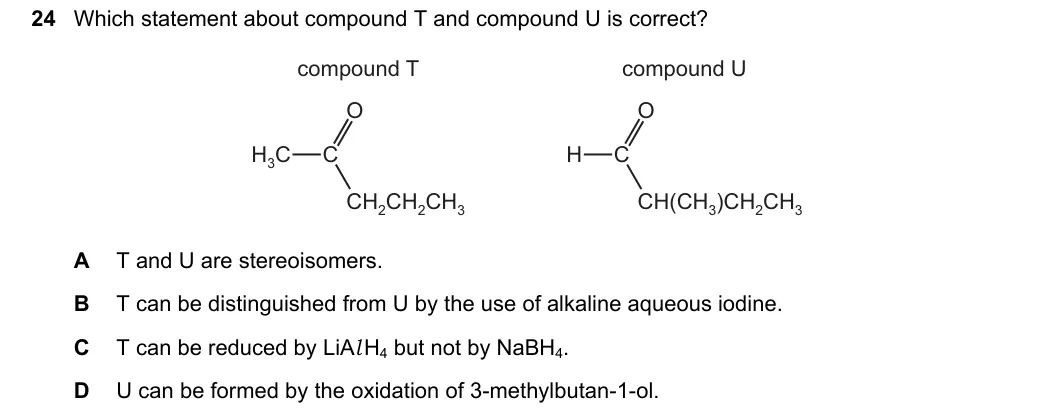 24 Which statement about compound T and compound U is correct?
compound T compound U
O O
H₃C—C H—C
CH₂CH₂CH₃ CH(CH₃)CH₂CH₃
A T and U are stereoisomers.
B T can be distinguished from U by the use of alkaline aqueous iodine.
C T can be reduced by LiAlH₄ but not by NaBH₄.
D U can be formed by the oxidation of 3-methylbutan-1-ol.